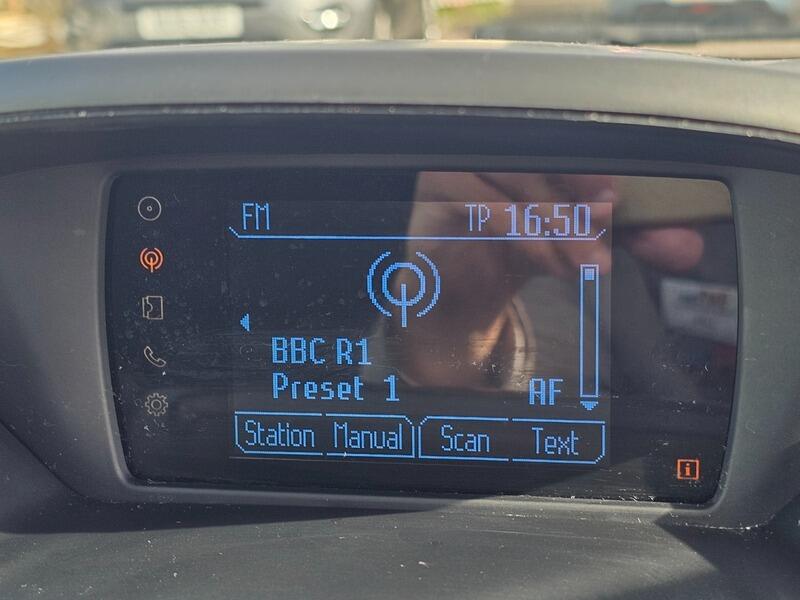 FM TP 16:50
BBC R1
Preset 1 AF
Station Manual Scan Text
i